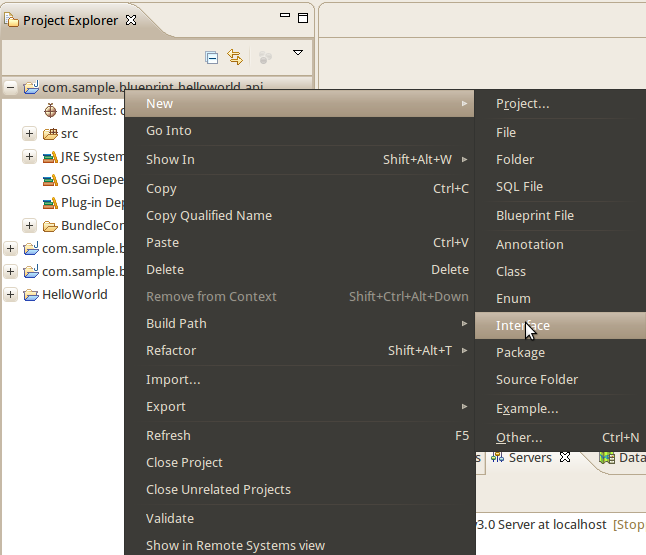 Project Explorer
com.sample.blueprint.helloworld.api
Manifest:
src
JRE System
OSGi Depe
Plug-in Dep
BundleCor
com.sample.b
com.sample.b
HelloWorld
New
Go Into
Show In Shift+Alt+W
Copy Ctrl+C
Copy Qualified Name
Paste Ctrl+V
Delete Delete
Remove from Context Shift+Ctrl+Alt+Down
Build Path
Refactor Shift+Alt+T
Import...
Export
Refresh F5
Close Project
Close Unrelated Projects
Validate
Show in Remote Systems view
Project...
File
Folder
SQL File
Blueprint File
Annotation
Class
Enum
Interface
Package
Source Folder
Example...
Other... Ctrl+N
s Servers Data
v3.0 Server at localhost [Stop